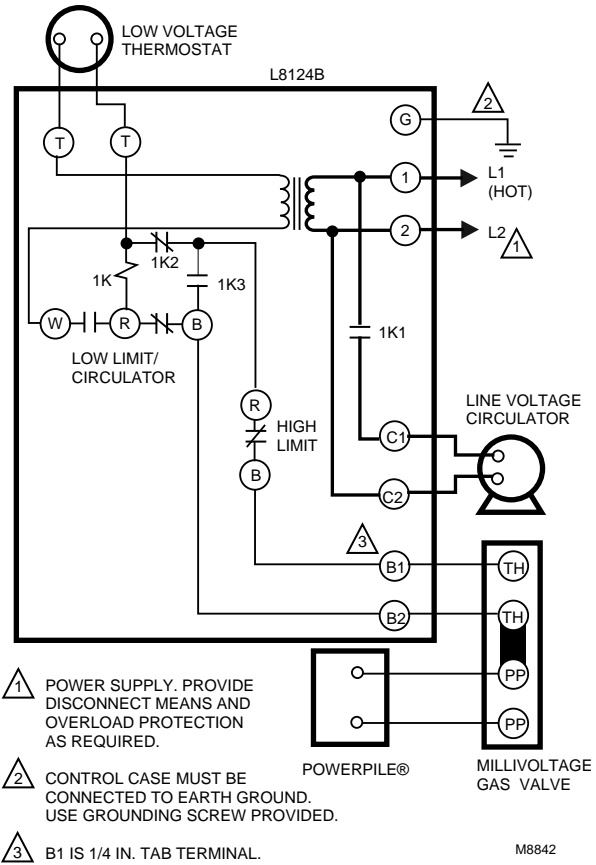 LOW VOLTAGE
THERMOSTAT
L8124B
T
T
G
2
1
L1
(HOT)
2
L2
1
1K2
1K
1K3
W
R
B
LOW LIMIT/
CIRCULATOR
1K1
R
HIGH
LIMIT
B
LINE VOLTAGE
CIRCULATOR
C1
C2
3
B1
TH
B2
TH
PP
PP
POWERPILE®
MILLIVOLTAGE
GAS VALVE
1 POWER SUPPLY. PROVIDE
DISCONNECT MEANS AND
OVERLOAD PROTECTION
AS REQUIRED.
2 CONTROL CASE MUST BE
CONNECTED TO EARTH GROUND.
USE GROUNDING SCREW PROVIDED.
3 B1 IS 1/4 IN. TAB TERMINAL.
M8842